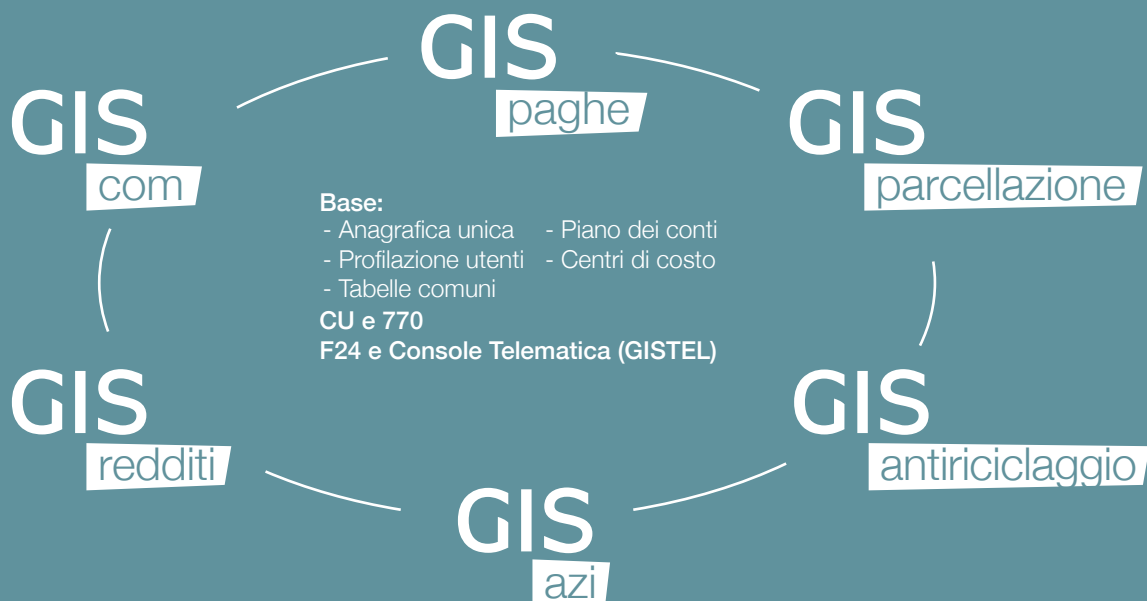 GIS
paghe
GIS
com
GIS
parcellazione
Base:
- Anagrafica unica - Piano dei conti
- Profilazione utenti - Centri di costo
- Tabelle comuni
CU e 770
F24 e Console Telematica (GISTEL)
GIS
redditi
GIS
antiriciclaggio
GIS
azi